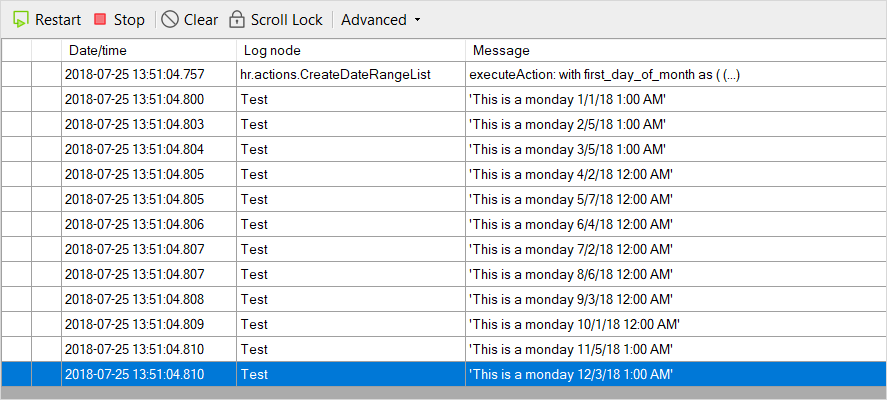 Restart Stop Clear Scroll Lock Advanced
Date/time Log node Message
2018-07-25 13:51:04.757 hr.actions.CreateDateRangeList executeAction: with first_day_of_month as ( (...)
2018-07-25 13:51:04.800 Test 'This is a monday 1/1/18 1:00 AM'
2018-07-25 13:51:04.803 Test 'This is a monday 2/5/18 1:00 AM'
2018-07-25 13:51:04.804 Test 'This is a monday 3/5/18 1:00 AM'
2018-07-25 13:51:04.805 Test 'This is a monday 4/2/18 12:00 AM'
2018-07-25 13:51:04.805 Test 'This is a monday 5/7/18 12:00 AM'
2018-07-25 13:51:04.806 Test 'This is a monday 6/4/18 12:00 AM'
2018-07-25 13:51:04.807 Test 'This is a monday 7/2/18 12:00 AM'
2018-07-25 13:51:04.807 Test 'This is a monday 8/6/18 12:00 AM'
2018-07-25 13:51:04.808 Test 'This is a monday 9/3/18 12:00 AM'
2018-07-25 13:51:04.809 Test 'This is a monday 10/1/18 12:00 AM'
2018-07-25 13:51:04.810 Test 'This is a monday 11/5/18 1:00 AM'
2018-07-25 13:51:04.810 Test 'This is a monday 12/3/18 1:00 AM'